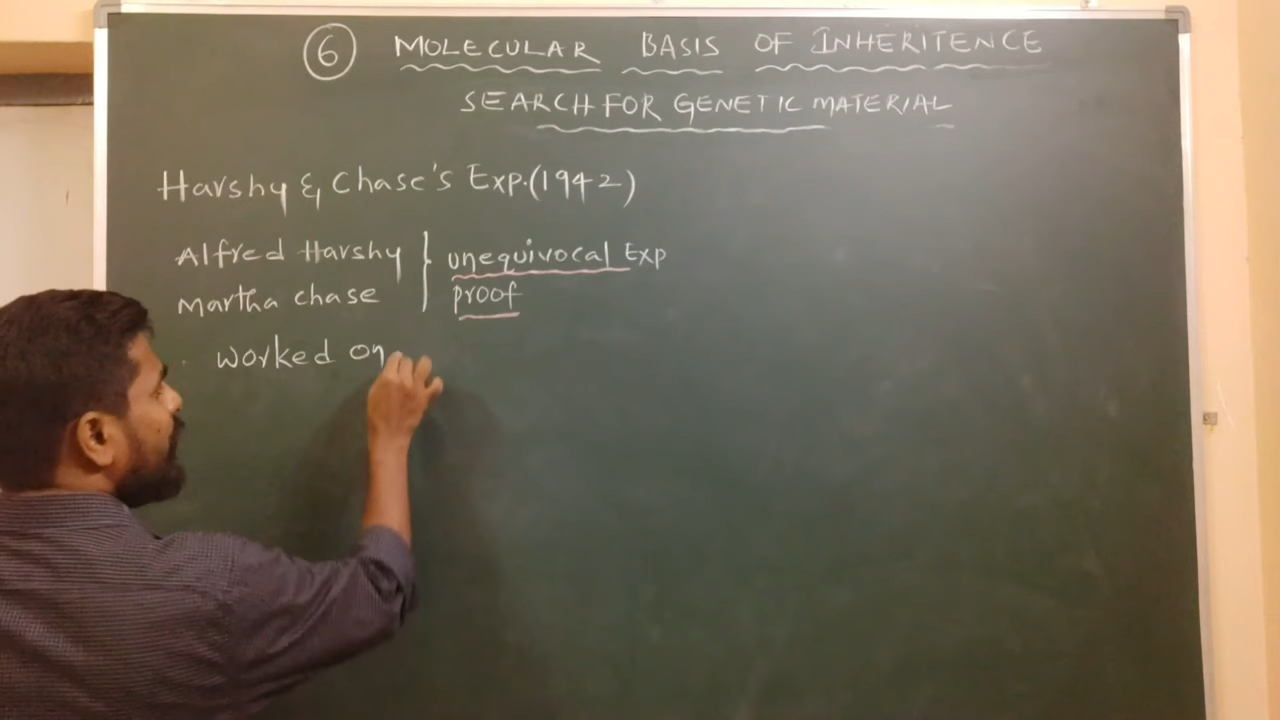 6 MOLECULAR BASIS OF INHERITENCE
SEARCH FOR GENETIC MATERIAL
Harshy & Chase's Exp. (1942)
Alfred Harshy } unequivocal Exp
Martha chase proof
worked on